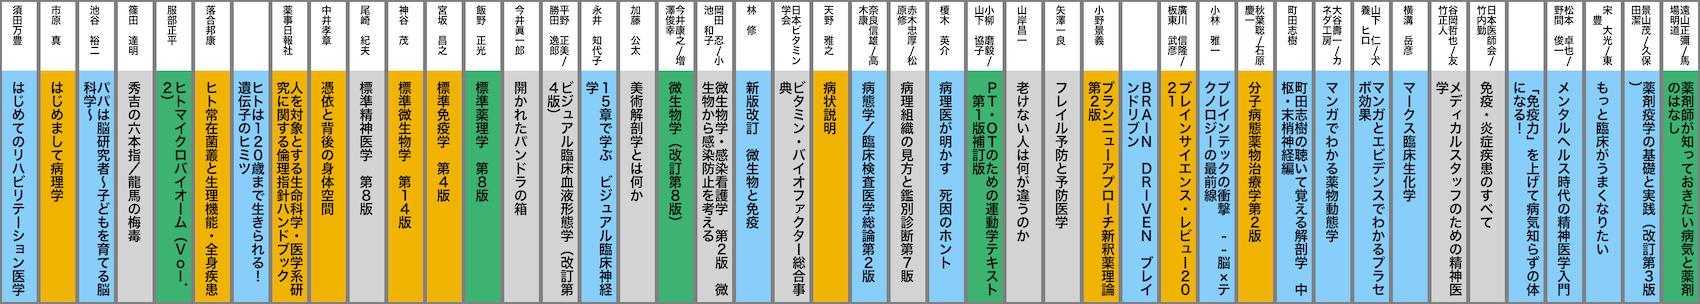 須田万豊
はじめてのリハビリテーション医学
市原　真
はじめまして病理学
池谷　裕二
パパは脳研究者～子どもを育てる脳
科学～
篠田　達明
秀吉の六本指／龍馬の梅毒
服部正平
ヒトマイクロバイオーム（Ｖｏｌ．
２）
落合邦康
ヒト常在菌叢と生理機能・全身疾患
ヒトは１２０歳まで生きられる！
遺伝子のヒミツ
薬事日報社
人を対象とする生命科学・医学系研
究に関する倫理指針ハンドブック
中井孝章
憑依と背後の身体空間
尾崎　紀夫
標準精神医学　第８版
神谷　茂
標準微生物学　第１４版
宮坂　昌之
標準免疫学　第４版
飯野　正光
標準薬理学　第８版
今井眞一郎
開かれたパンドラの箱
平野　正美／
勝田　逸郎
ビジュアル臨床血液形態学（改訂第
４版）
永井　知代子
１５章で学ぶ　ビジュアル臨床神経
学
加藤　公太
美術解剖学とは何か
今井康之／増
澤俊幸
微生物学（改訂第８版）
岡田　忍／小
池　和子
微生物学・感染看護学　第２版　微
生物から感染防止を考える
林　修
新版改訂　微生物と免疫
日本ビタミン
学会
ビタミン・バイオファクター総合事
典
天野　雅之
病状説明
奈良信雄／高
木康
病態学／臨床検査医学総論第２版
赤木忠厚／松
原修
病理組織の見方と鑑別診断第７版
榎木　英介
病理医が明かす　死因のホント
小柳　磨毅／
山下　協子
ＰＴ・ＯＴのための運動学テキスト
　第１版補訂版
山岸昌一
老けない人は何が違うのか
矢澤一良
フレイル予防と予防医学
小野景義
ブランニューアプローチ新釈薬理論
第２版
ＢＲＡＩＮ　ＤＲＩＶＥＮ　ブレイ
ンドリブン
廣川　信隆／
板東　武彦
ブレインサイエンス・レビュー２０
２１
小林　雅一
ブレインテックの衝撃　--脳×テ
クノロジーの最前線
秋葉聡／石原
慶一
分子病態薬物治療学第２版
町田志樹
町田志樹の聴いて覚える解剖学　中
枢・末梢神経編
大谷壽一／カ
ネダ工房
マンガでわかる薬物動態学
山下　仁／犬
養　ヒロ
マンガとエビデンスでわかるプラセ
ボ効果
横溝　岳彦
マークス臨床生化学
谷岡哲也／友
竹正人
メディカルスタッフのための精神医
学
日本医師会／
竹内勤
免疫・炎症疾患のすべて
「免疫力」を上げて病気知らずの体
になる！
松本　卓也／
野間　俊一
メンタルヘルス時代の精神医学入門
宋　大光／東
　豊
もっと臨床がうまくなりたい
景山茂／久保
田潔
薬剤疫学の基礎と実践（改訂第３版
）
遠山正彌／馬
場明道
薬剤師が知っておきたい病気と薬剤
のはなし